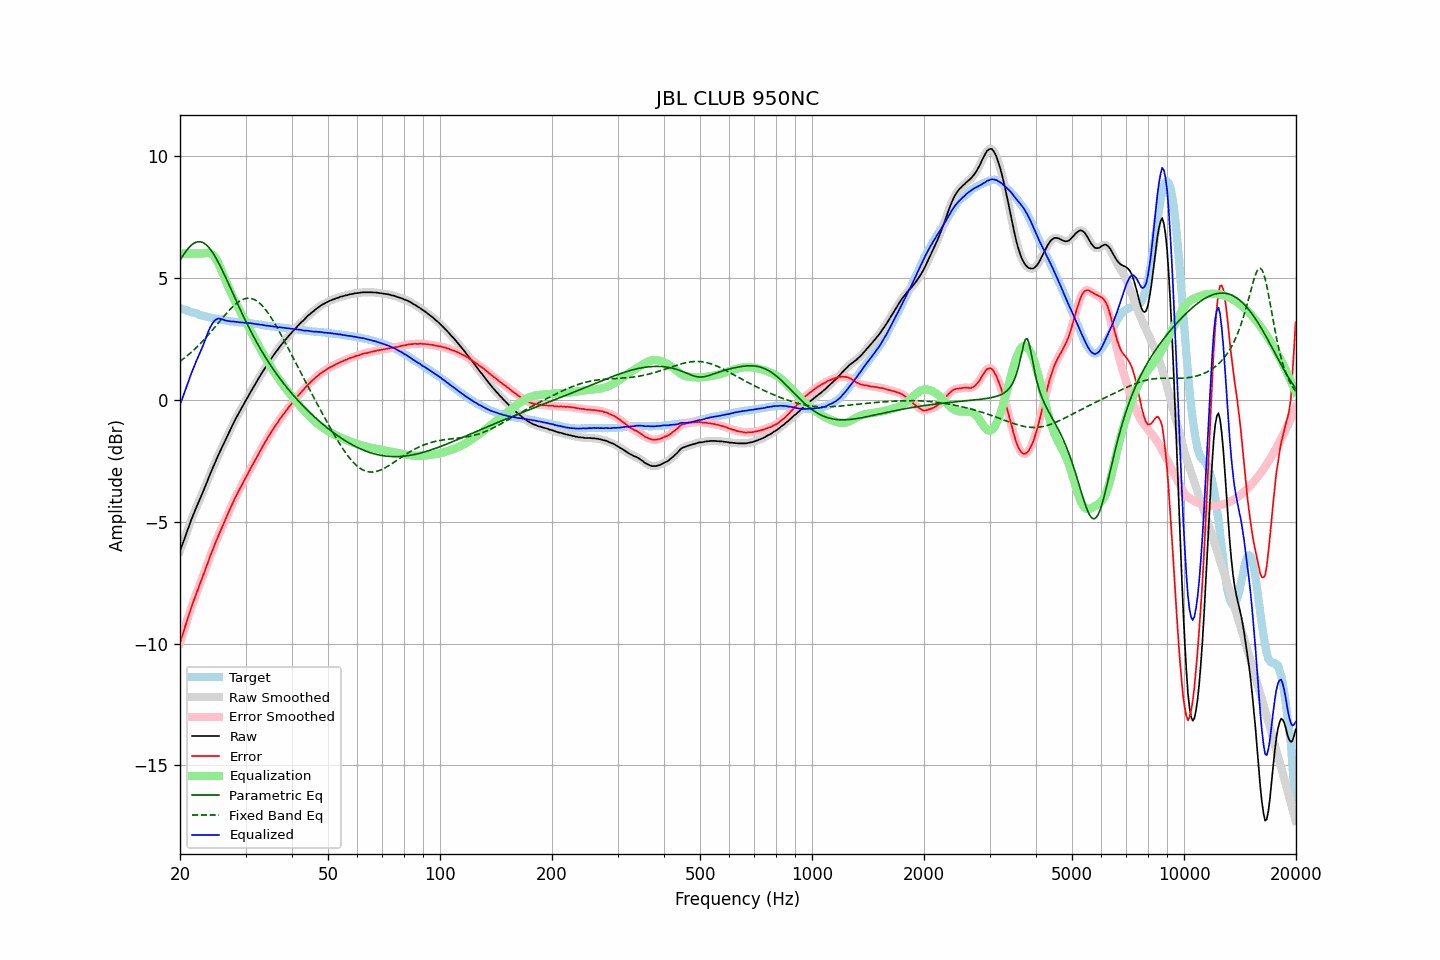 JBL CLUB 950NC
Amplitude (dBr)
10
5
0
−5
−10
−15
Target
Raw Smoothed
Error Smoothed
Raw
Error
Equalization
Parametric Eq
Fixed Band Eq
Equalized
20 50 100 200 500 1000 2000 5000 10000 20000
Frequency (Hz)